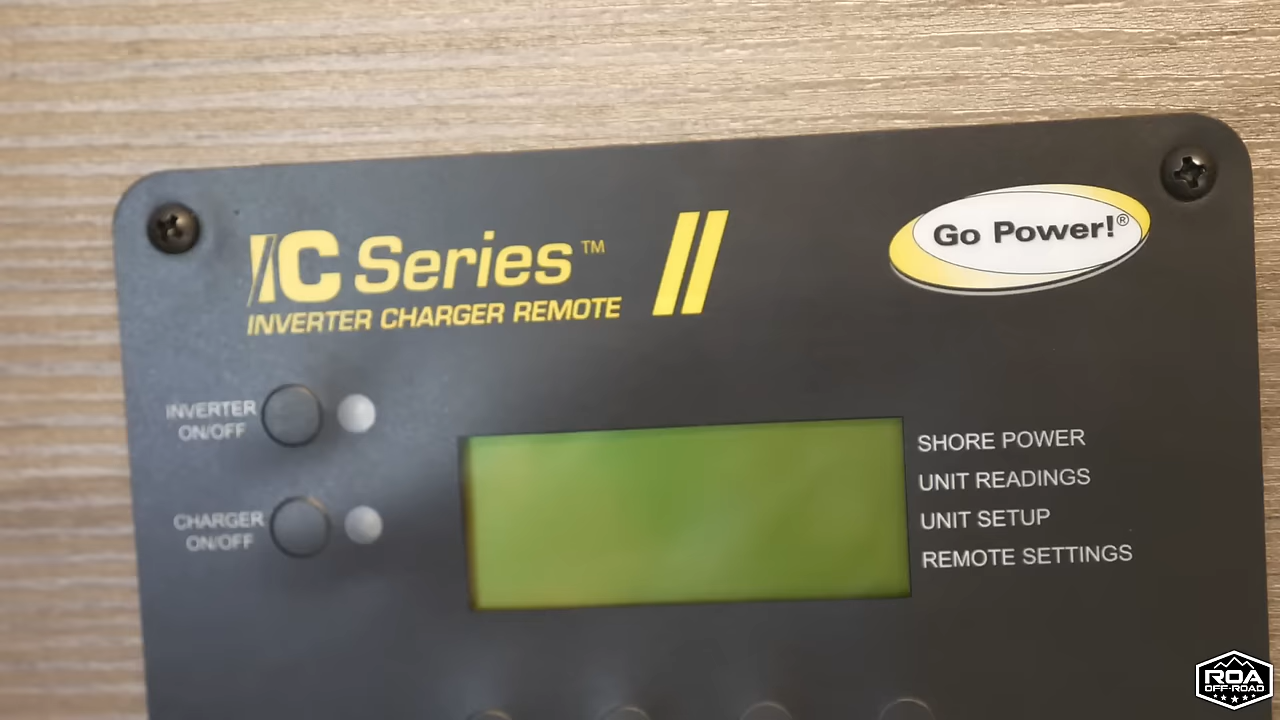 IC Series™
INVERTER CHARGER REMOTE
Go Power!®
INVERTER
ON/OFF
CHARGER
ON/OFF
SHORE POWER
UNIT READINGS
UNIT SETUP
REMOTE SETTINGS
ROA
OFF-ROAD